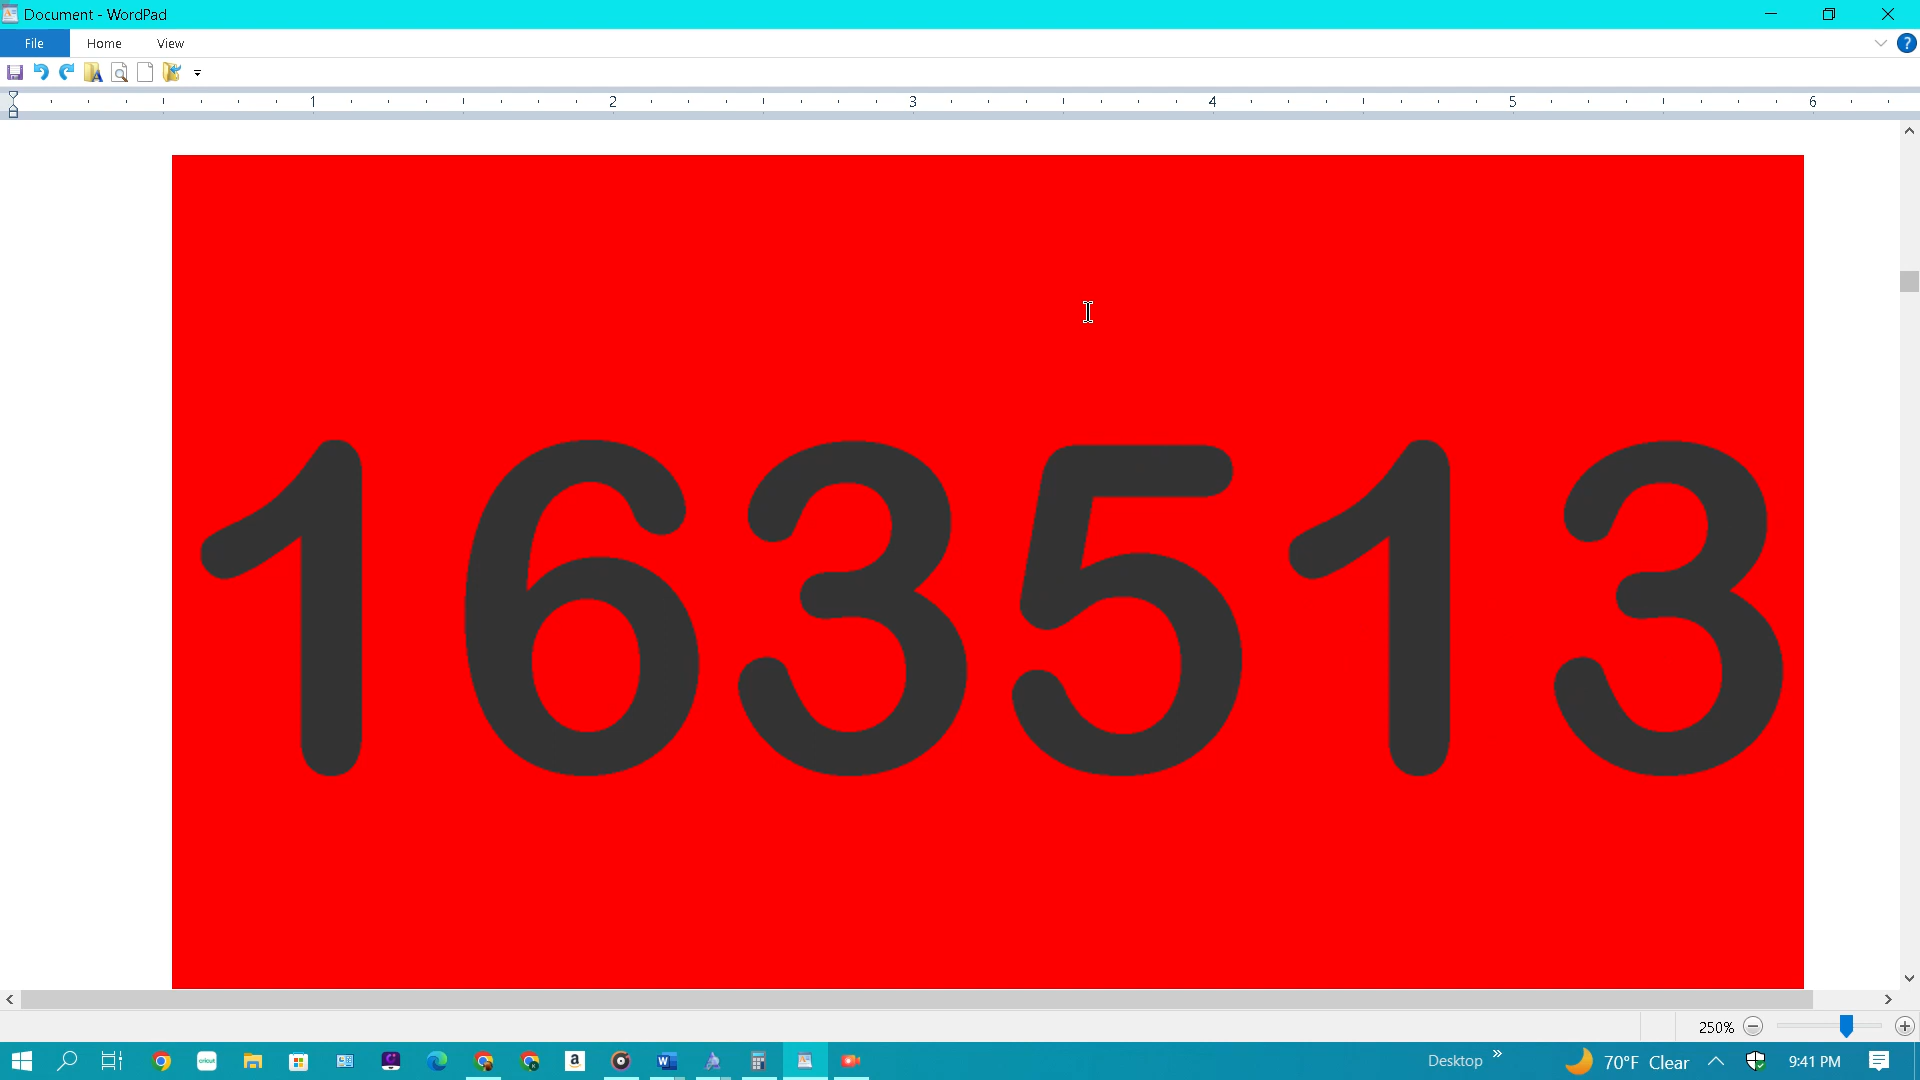 Document - WordPad
File Home View
1 2 3 4 5 6
163513
250%
Desktop » 70°F Clear 9:41 PM